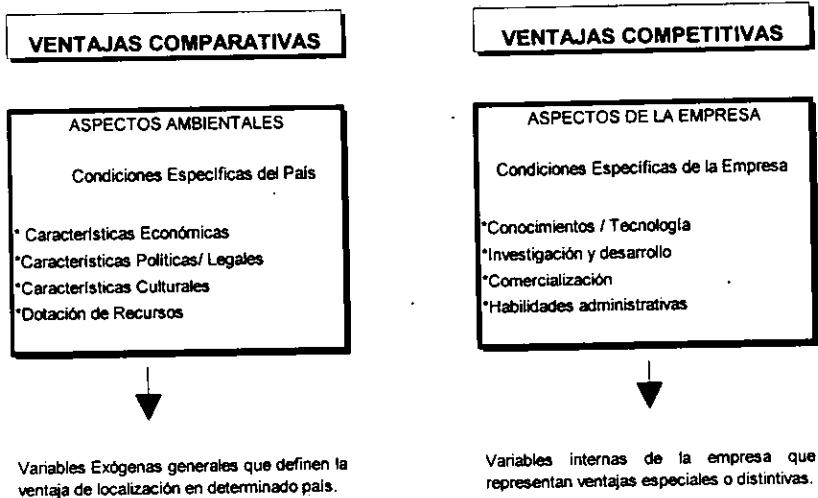 VENTAJAS COMPARATIVAS
ASPECTOS AMBIENTALES
Condiciones Específicas del País
* Características Económicas
*Características Políticas/ Legales
*Características Culturales
*Dotación de Recursos
Variables Exógenas generales que definen la
ventaja de localización en determinado país.
VENTAJAS COMPETITIVAS
ASPECTOS DE LA EMPRESA
Condiciones Específicas de la Empresa
*Conocimientos / Tecnología
*Investigación y desarrollo
*Comercialización
*Habilidades administrativas
Variables internas de la empresa que
representan ventajas especiales o distintivas.